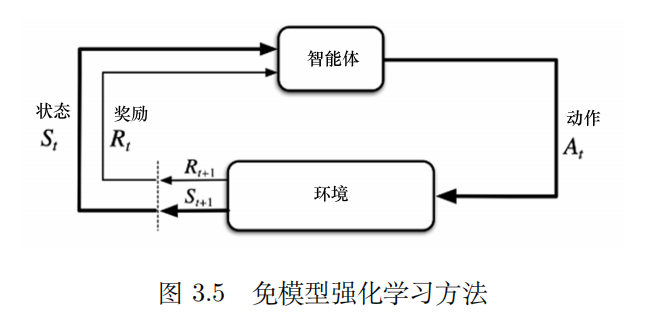 智能体
状态
S_t
奖励
R_t
动作
A_t
R_{t+1}
S_{t+1}
环境
图 3.5 免模型强化学习方法